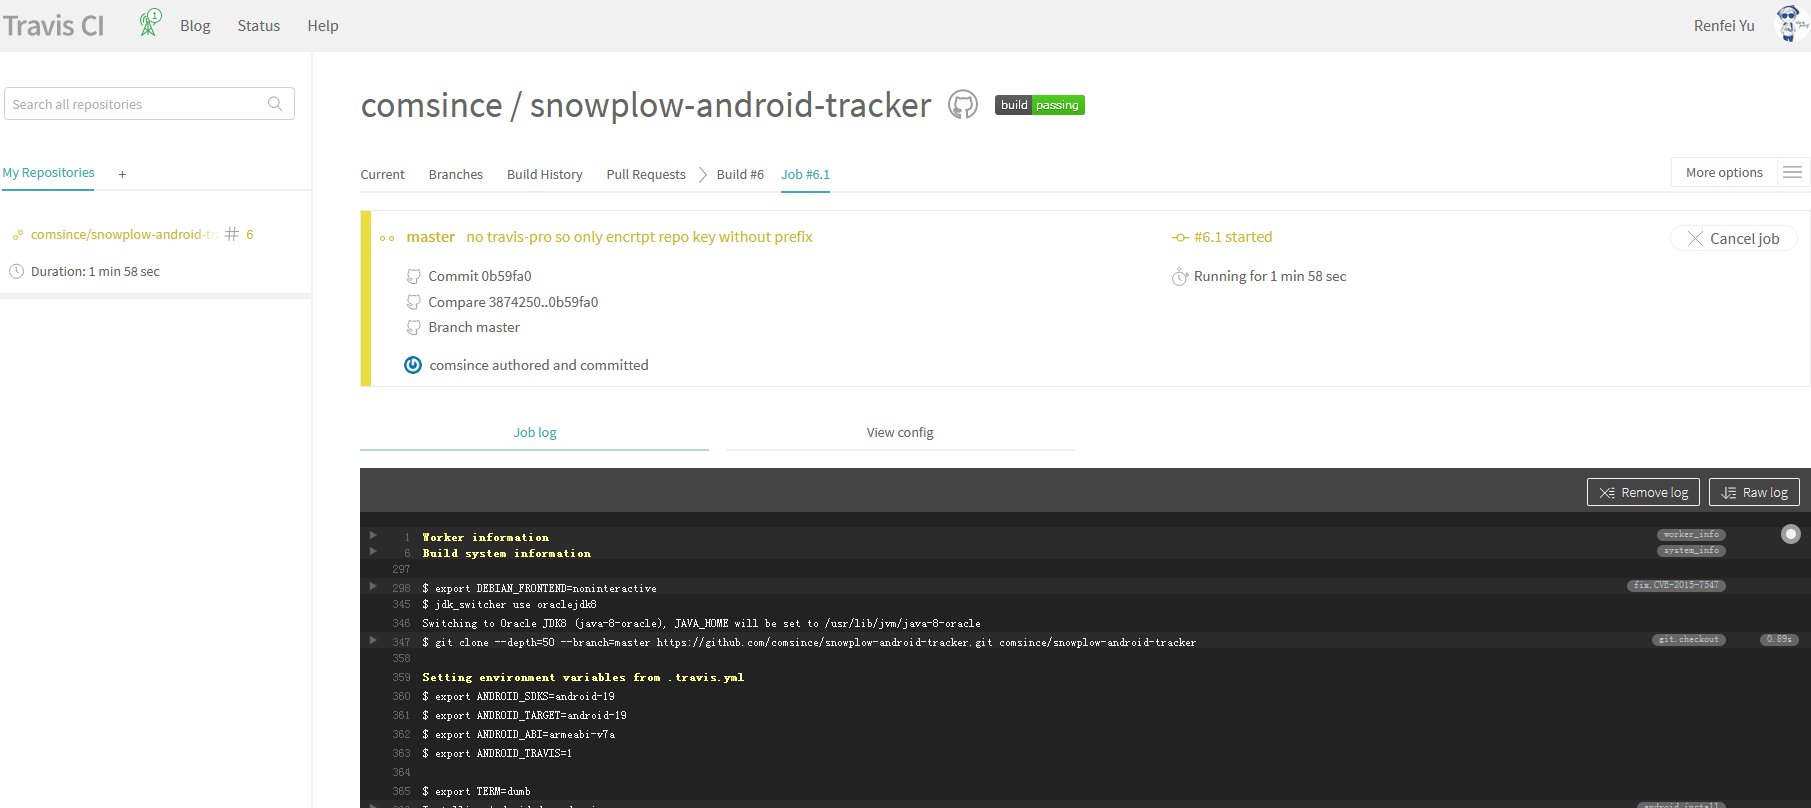 Travis CI
1
Blog
Status
Help
Renfei Yu
Search all repositories
My Repositories
+
comsince/snowplow-android-tr
# 6
Duration: 1 min 58 sec
comsince / snowplow-android-tracker
build passing
Current
Branches
Build History
Pull Requests
Build #6
Job #6.1
More options
master no travis-pro so only encrtpt repo key without prefix
Commit 0b59fa0
Compare 3874250..0b59fa0
Branch master
comsince authored and committed
#6.1 started
Running for 1 min 58 sec
Cancel job
Job log
View config
Remove log
Raw log
1 Worker information worker_info
6 Build system information system_info
297
298 $ export DEBIAN_FRONTEND=noninteractive fix.CVE-2015-7547
345 $ jdk_switcher use oraclejdk8
346 Switching to Oracle JDK8 (java-8-oracle), JAVA_HOME will be set to /usr/lib/jvm/java-8-oracle
347 $ git clone --depth=50 --branch=master https://github.com/comsince/snowplow-android-tracker.git comsince/snowplow-android-tracker git.checkout 0.89s
358
359 Setting environment variables from .travis.yml
360 $ export ANDROID_SDKS=android-19
361 $ export ANDROID_TARGET=android-19
362 $ export ANDROID_ABI=armeabi-v7a
363 $ export ANDROID_TRAVIS=1
364
365 $ export TERM=dumb
android.install